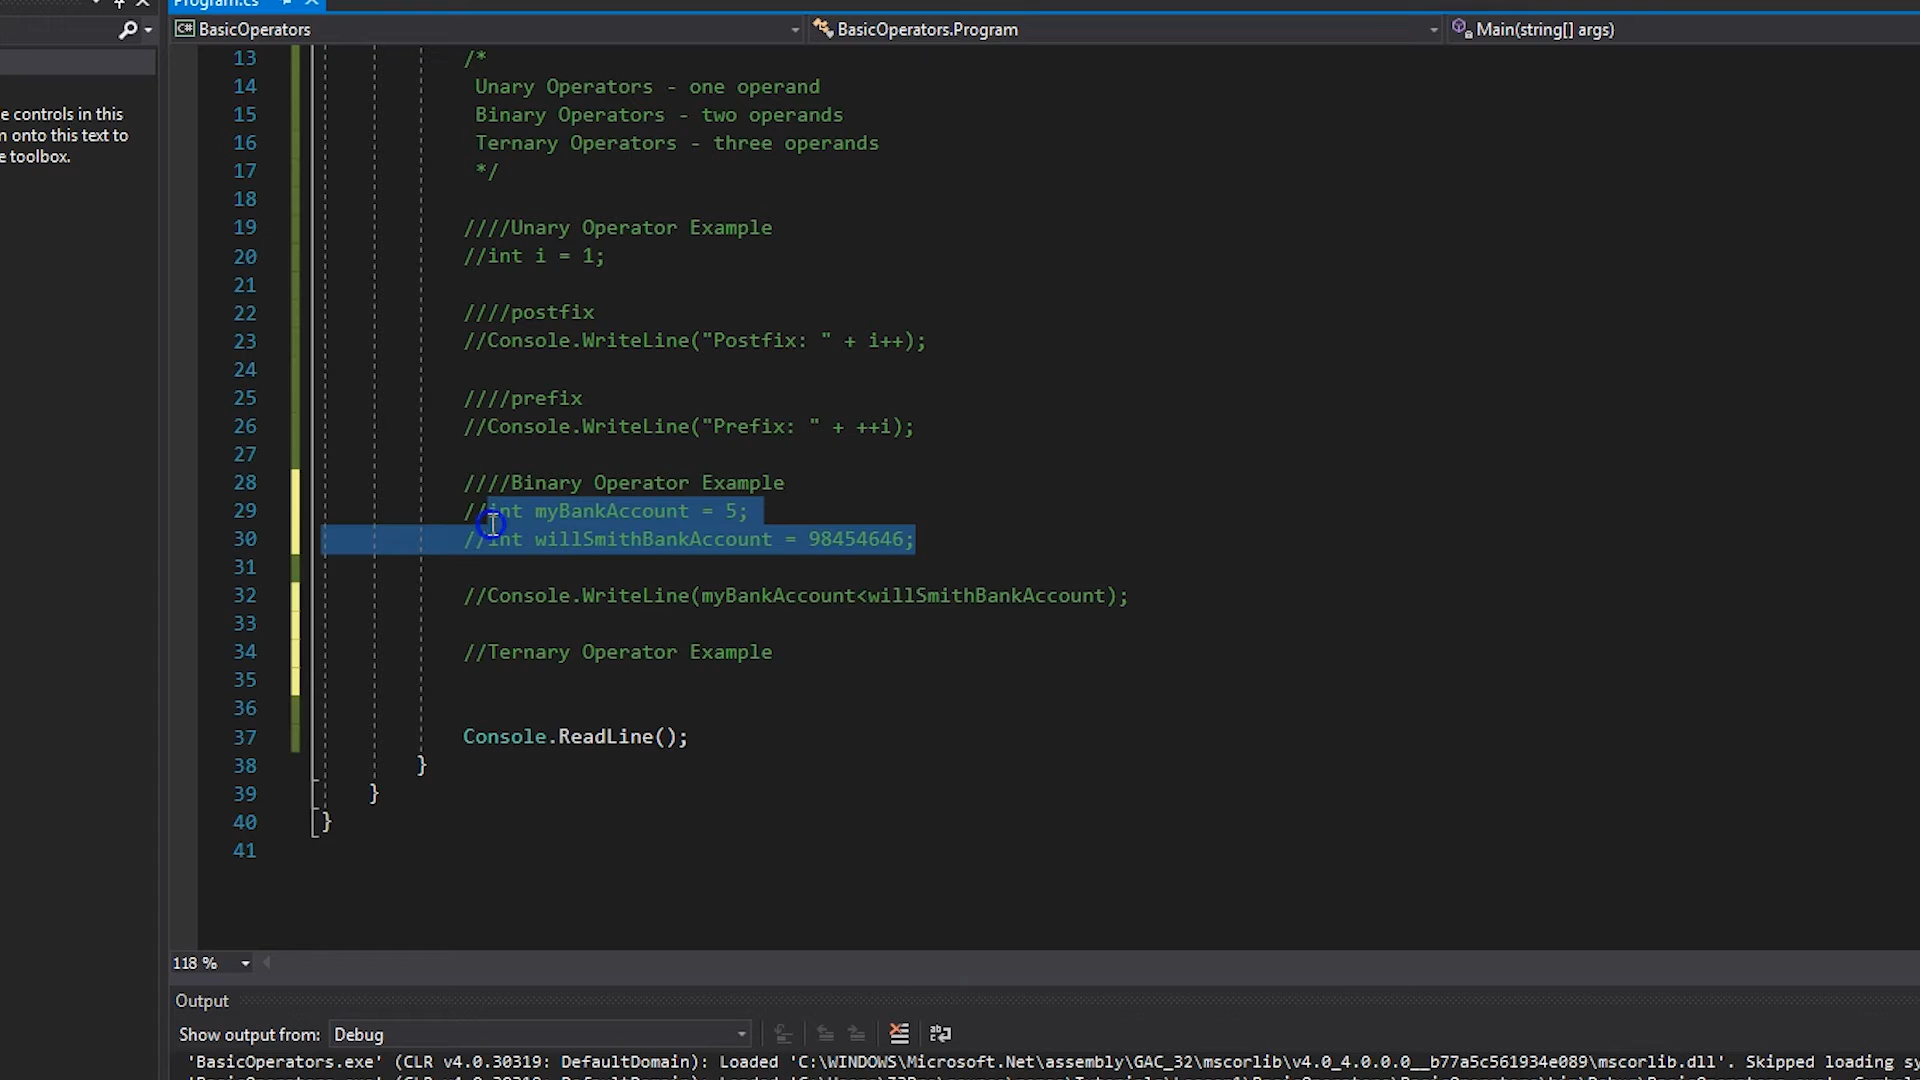 Program.cs
BasicOperators
BasicOperators.Program
Main(string[] args)
e controls in this
m onto this text to
e toolbox.
13 /*
14 Unary Operators - one operand
15 Binary Operators - two operands
16 Ternary Operators - three operands
17 */
18
19 ////Unary Operator Example
20 //int i = 1;
21
22 ////postfix
23 //Console.WriteLine("Postfix: " + i++);
24
25 ////prefix
26 //Console.WriteLine("Prefix: " + ++i);
27
28 ////Binary Operator Example
29 //int myBankAccount = 5;
30 //int willSmithBankAccount = 98454646;
31
32 //Console.WriteLine(myBankAccount<willSmithBankAccount);
33
34 //Ternary Operator Example
35
36
37 Console.ReadLine();
38 }
39 }
40 }
41
118 %
Output
Show output from: Debug
'BasicOperators.exe' (CLR v4.0.30319: DefaultDomain): Loaded 'C:\WINDOWS\Microsoft.Net\assembly\GAC_32\mscorlib\v4.0_4.0.0.0__b77a5c561934e089\mscorlib.dll'. Skipped loading sy